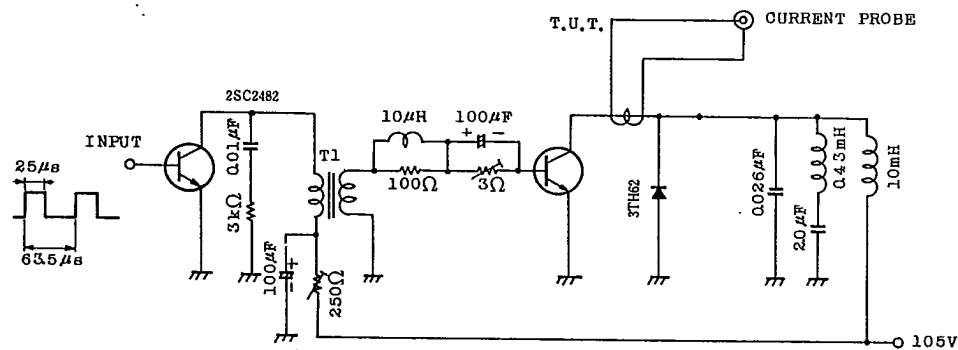 T.U.T.
CURRENT PROBE
2SC2482
INPUT
25μs
63.5μs
0.01μF
3kΩ
T1
100μF
+
-
250Ω
10μH
100Ω
100μF
+ -
3Ω
3TH62
0.026μF
0.43mH
2.0μF
10mH
105V